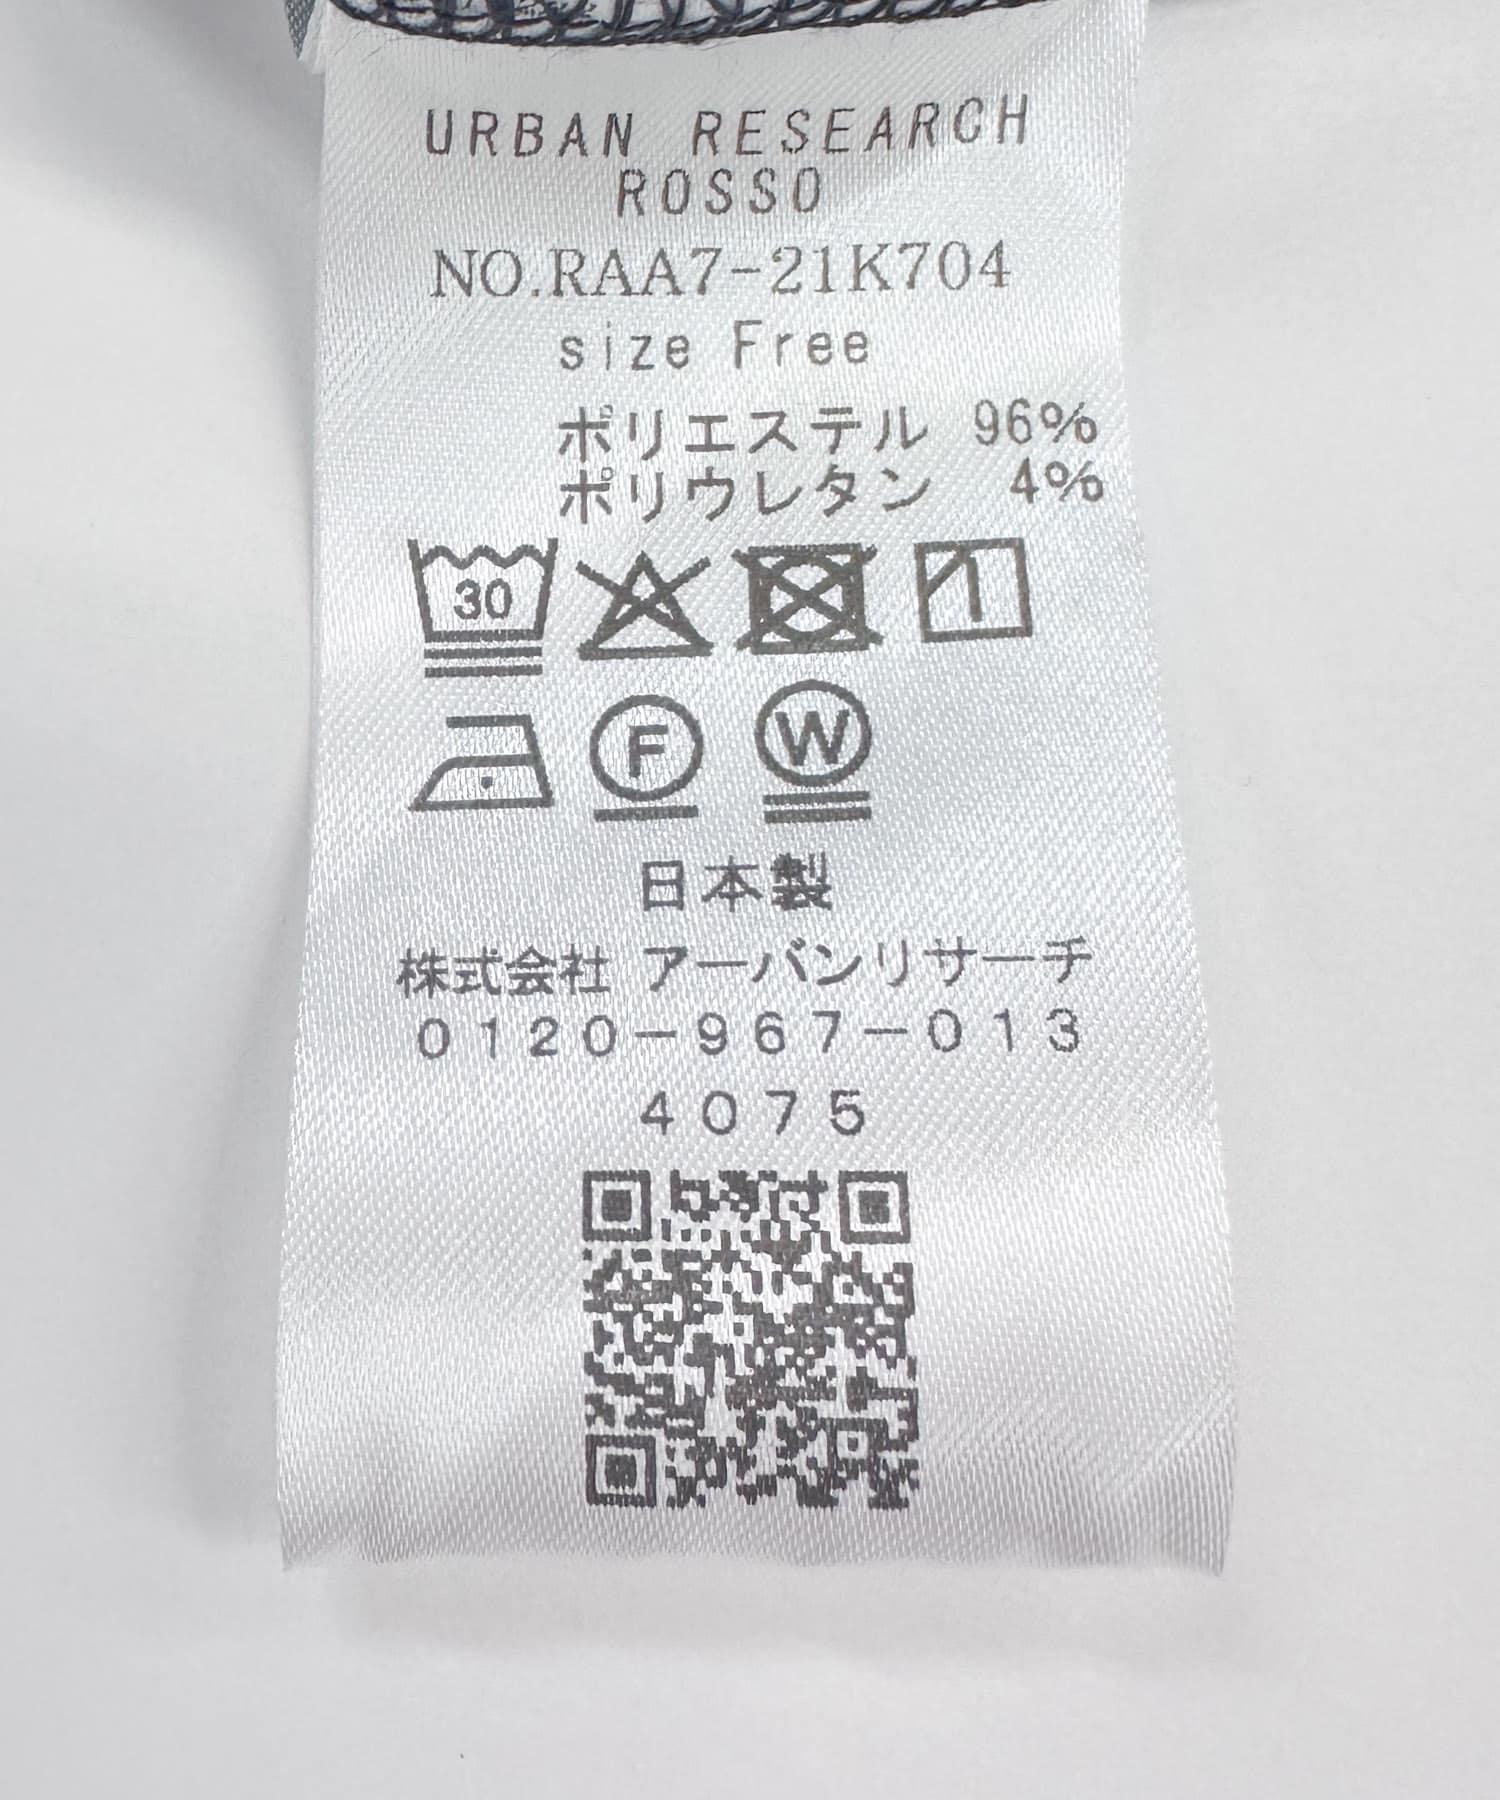 URBAN RESEARCH
ROSSO
NO.RAA7-21K704
size Free
ポリエステル 96%
ポリウレタン 4%
30
F W
日本製
株式会社 アーバンリサーチ
0120-967-013
4075